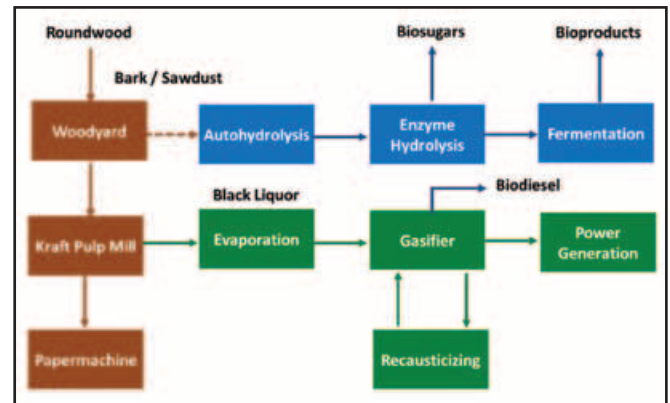 Roundwood
Biosugars
Bioproducts
Bark / Sawdust
Woodyard
Autohydrolysis
Enzyme
Hydrolysis
Fermentation
Black Liquor
Biodiesel
Kraft Pulp Mill
Evaporation
Gasifier
Power
Generation
Papermachine
Recausticizing